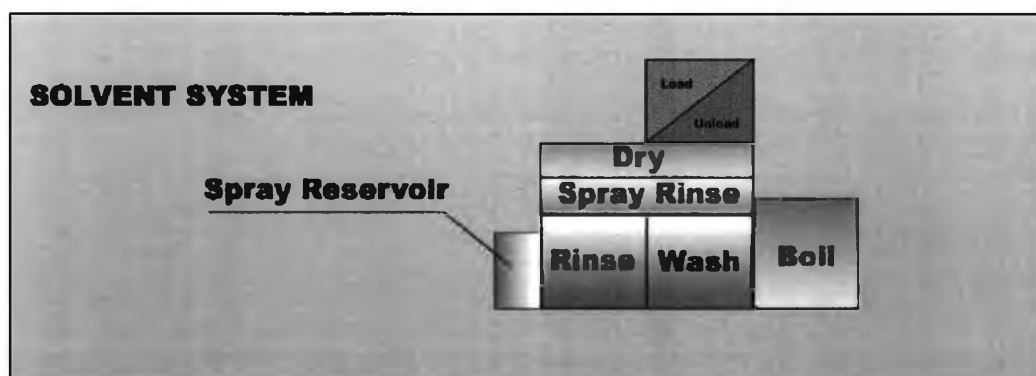 SOLVENT SYSTEM
Load
Unload
Dry
Spray Reservoir
Spray Rinse
Rinse
Wash
Boil